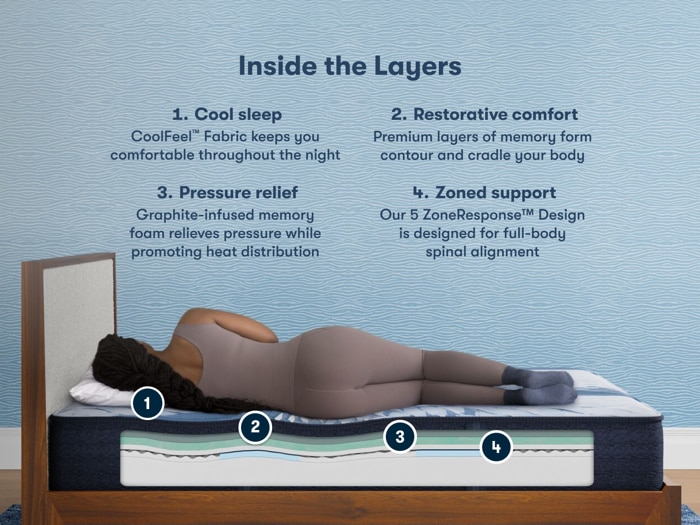 Inside the Layers
1. Cool sleep
CoolFeel™ Fabric keeps you
comfortable throughout the night
2. Restorative comfort
Premium layers of memory form
contour and cradle your body
3. Pressure relief
Graphite-infused memory
foam relieves pressure while
promoting heat distribution
4. Zoned support
Our 5 ZoneResponse™ Design
is designed for full-body
spinal alignment
1
2
3
4